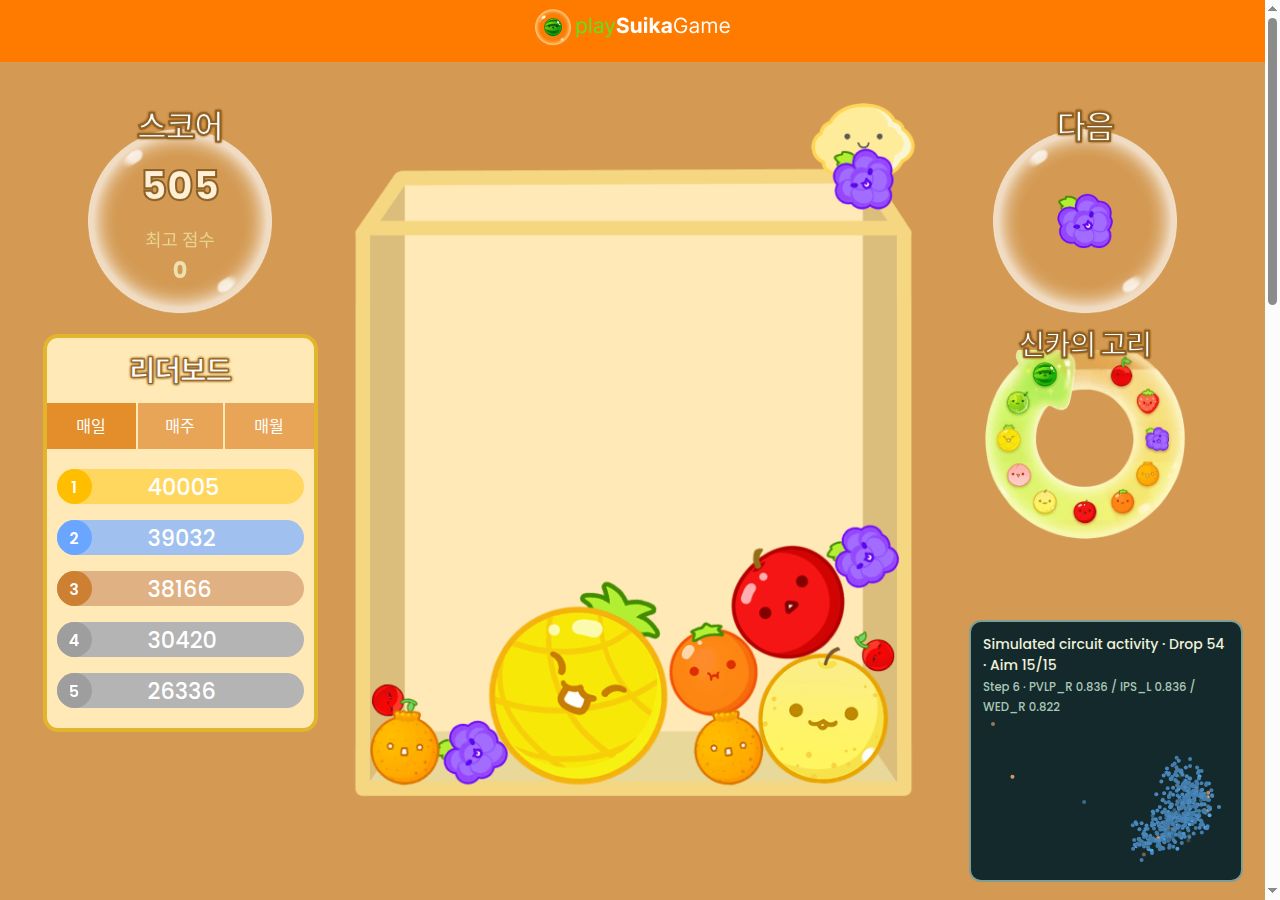 playSuikaGame
스코어
505
최고 점수
0
다음
신카의 고리
리더보드
매일 매주 매월
1 40005
2 39032
3 38166
4 30420
5 26336
Simulated circuit activity · Drop 54
· Aim 15/15
Step 6 · PVLP_R 0.836 / IPS_L 0.836 /
WED_R 0.822